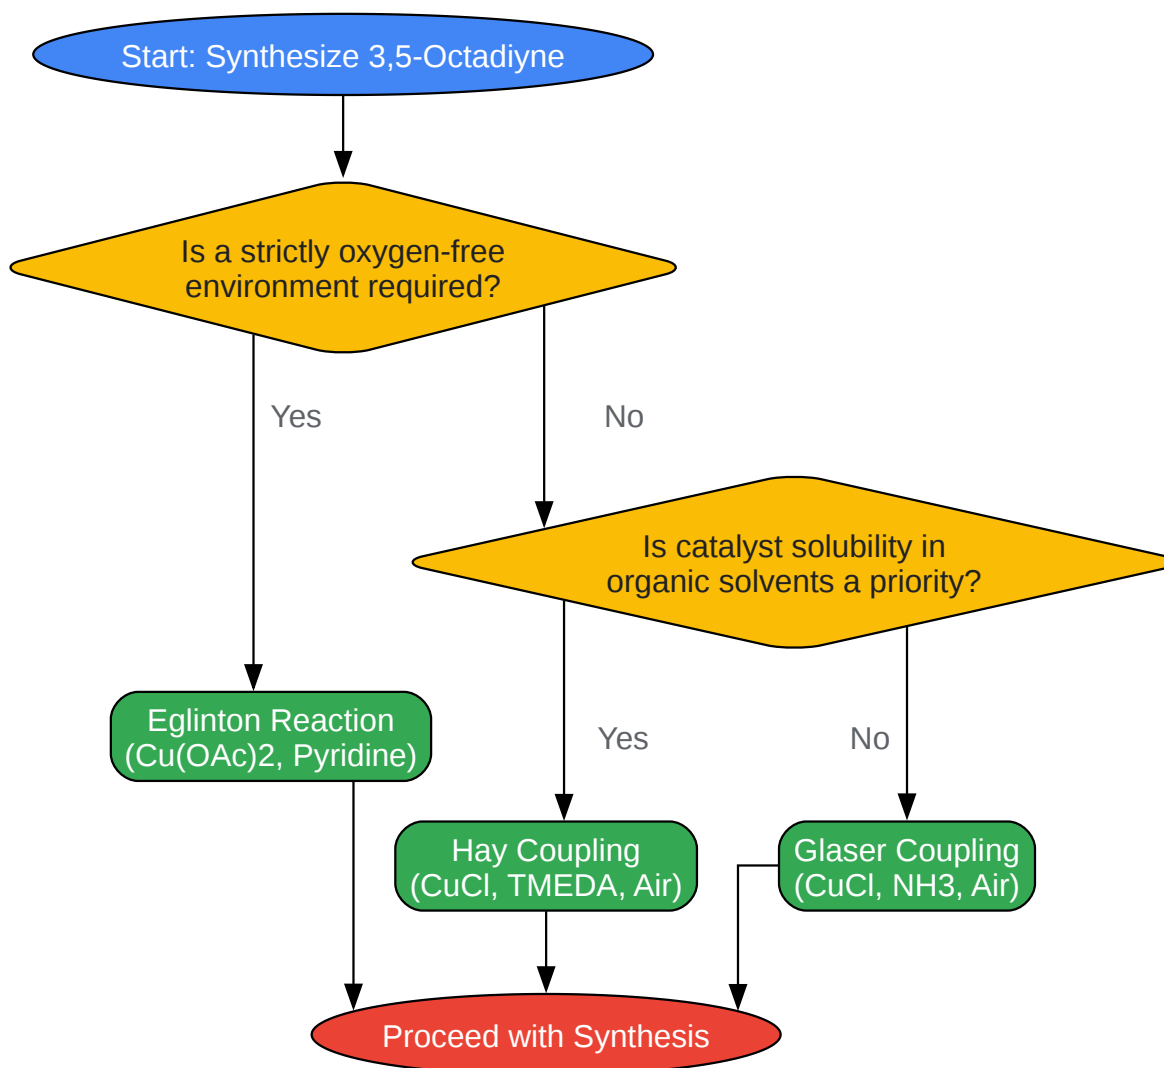 Start: Synthesize 3,5-Octadiyne
Is a strictly oxygen-free
environment required?
Yes
No
Is catalyst solubility in
organic solvents a priority?
Eglinton Reaction
(Cu(OAc)2, Pyridine)
Yes
No
Hay Coupling
(CuCl, TMEDA, Air)
Glaser Coupling
(CuCl, NH3, Air)
Proceed with Synthesis